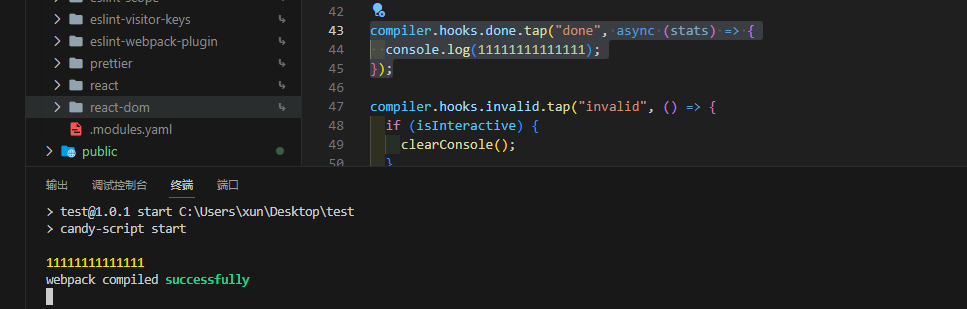 eslint-scope
eslint-visitor-keys
eslint-webpack-plugin
prettier
react
react-dom
.modules.yaml
public
42
43 compiler.hooks.done.tap("done", async (stats) => {
44 console.log(11111111111111);
45 });
46
47 compiler.hooks.invalid.tap("invalid", () => {
48 if (isInteractive) {
49 clearConsole();
50 }
输出 调试控制台 终端 端口
> test@1.0.1 start C:\Users\xun\Desktop\test
> candy-script start
11111111111111
webpack compiled successfully